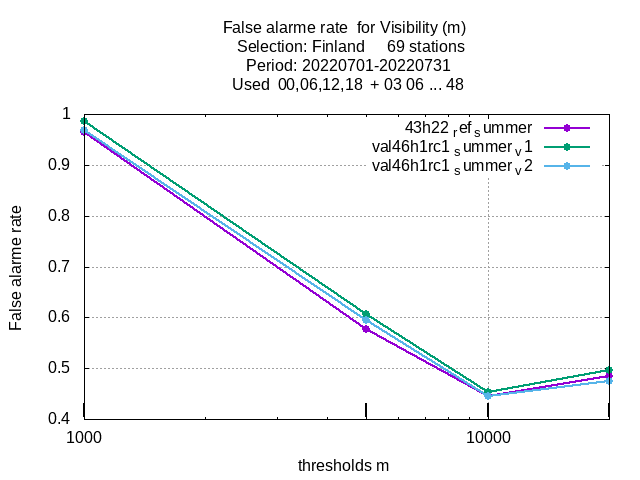 False alarme rate  for Visibility (m)
Selection: Finland     69 stations
Period: 20220701-20220731
Used  00,06,12,18  + 03 06 ... 48
1
0.9
0.8
0.7
0.6
0.5
0.4
False alarme rate
43h22 ref summer
val46h1rc1 summer v1
val46h1rc1 summer v2
1000
10000
thresholds m